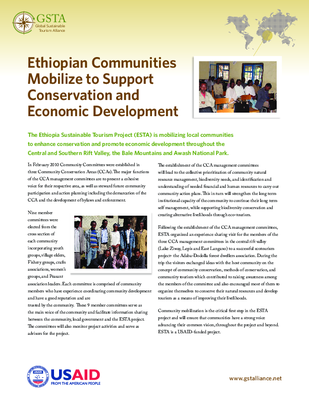 GSTA
Global Sustainable
Tourism Alliance
Ethiopian Communities
Mobilize to Support
Conservation and
Economic Development
The Ethiopia Sustainable Tourism Project (ESTA) is mobilizing local communities
to enhance conservation and promote economic development throughout the
Central and Southern Rift Valley, the Bale Mountains and Awash National Park.
In February 2010 Community Committees were established in
three Community Conservation Areas (CCAs). The major functions
of the CCA management committees are to present a collective
voice for their respective area, as well as steward future community
participation and action planning including the demarcation of the
CCA and the development of bylaws and enforcement.
Nine member
committees were
elected from the
cross-section of
each community
incorporating youth
groups, village elders,
Fishery groups, crafts
associations, women's
groups, and Peasant
association leaders. Each committee is comprised of community
members who have experience coordinating community development
and have a good reputation and are
trusted by the community. These 9 member committees serve as
the main voice of the community and facilitate information sharing
between the community, local government and the ESTA project.
The committees will also monitor project activities and serve as
advisors for the project.
The establishment of the CCA management committees
will lead to the collective prioritization of community natural
resource management, biodiversity needs, and identification and
understanding of needed financial and human resources to carry out
community action plans. This in turn will strengthen the long term
institutional capacity of the community to continue their long term
self management, while supporting biodiversity conservation and
creating alternative livelihoods through eco-tourism.
Following the establishment of the CCA management committees,
ESTA organized an experience sharing visit for the members of the
three CCA management committees in the central rift valley
(Lake Ziway, Lepis and East Langano) to a successful ecotourism
project- the Adaba-Dodolla forest dwellers association. During the
trip the visitors exchanged ideas with the host community on the
concept of community conservation, methods of conservation, and
community structures which contributed to raising awareness among
the members of the committee and also encouraged most of them to
organize themselves to conserve their natural resources and develop
tourism as a means of improving their livelihoods.
Community mobilization is the critical first step in the ESTA
project and will ensure that communities have a strong voice
advancing their common vision, throughout the project and beyond.
ESTA is a USAID-funded project.
USAID
FROM THE AMERICAN PEOPLE
www.gstalliance.net